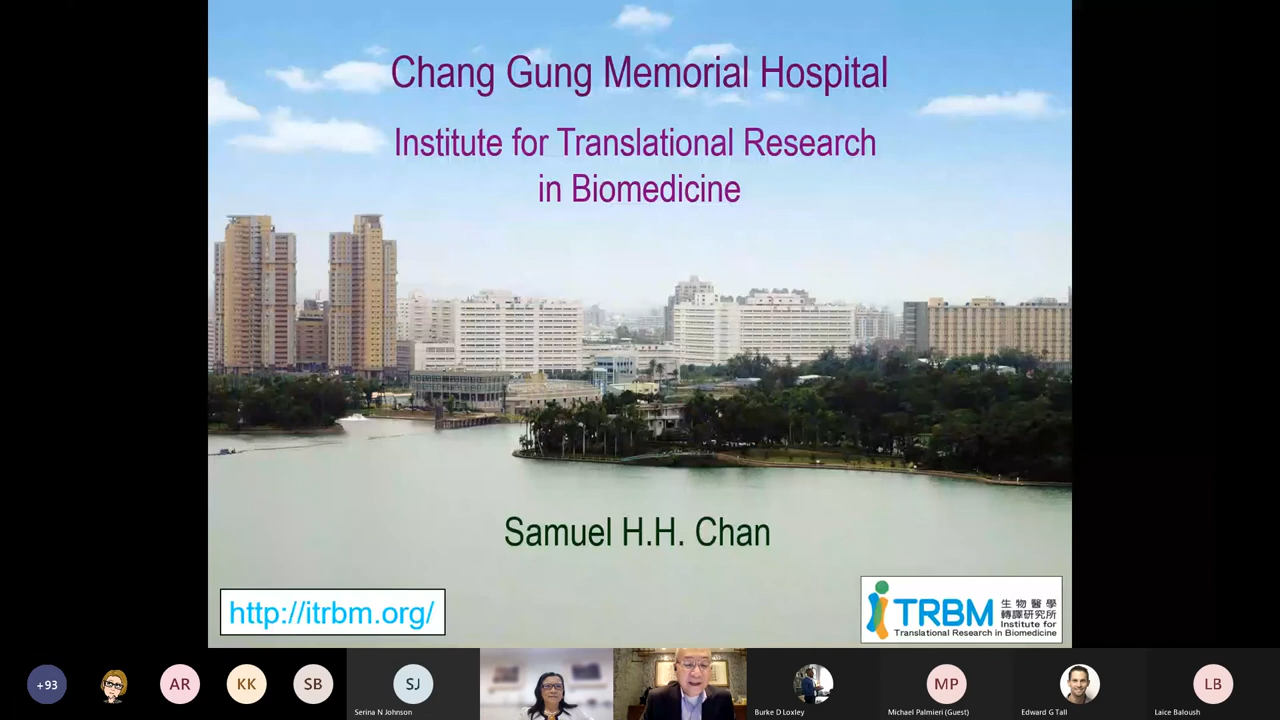 Chang Gung Memorial Hospital
Institute for Translational Research
in Biomedicine
Samuel H.H. Chan
http://itrbm.org/
iTRBM
生物醫學
轉譯研究所
Institute for
Translational Research in Biomedicine
+93
AR
KK
SB
SJ
Serina N Johnson
Burke D Loxley
MP
Michael Palmieri (Guest)
Edward G Tall
LB
Laice Baloush